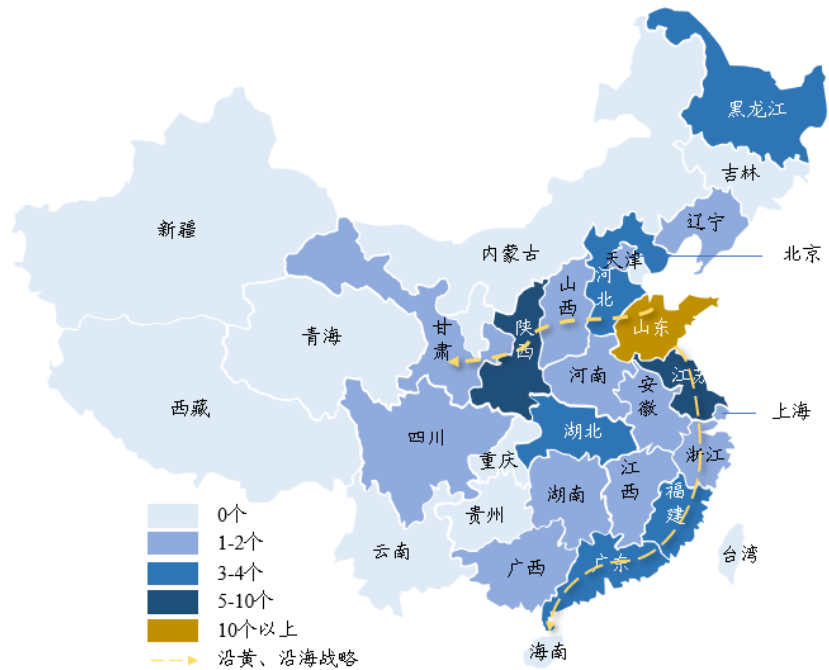 黑龙江
吉林
辽宁
新疆
内蒙古
北京
天津
河北
山西
山东
青海
甘肃
陕西
河南
江苏
安徽
上海
西藏
四川
湖北
重庆
浙江
江西
湖南
福建
贵州
云南
广西
广东
台湾
海南
0个
1-2个
3-4个
5-10个
10个以上
沿黄、沿海战略